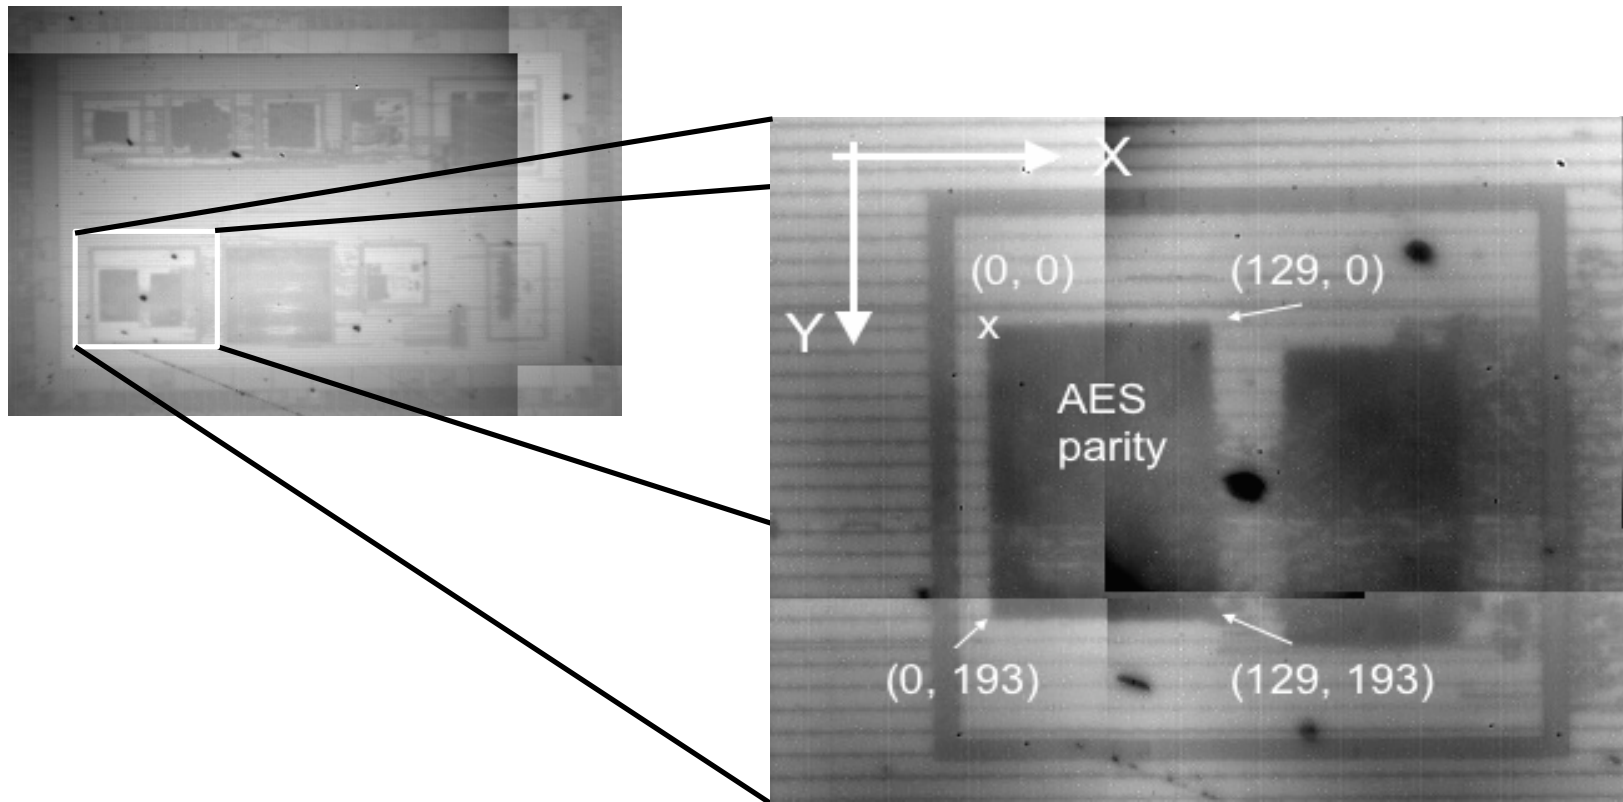 X
(0, 0)
(129, 0)
Y
x
AES
parity
(0, 193)
(129, 193)